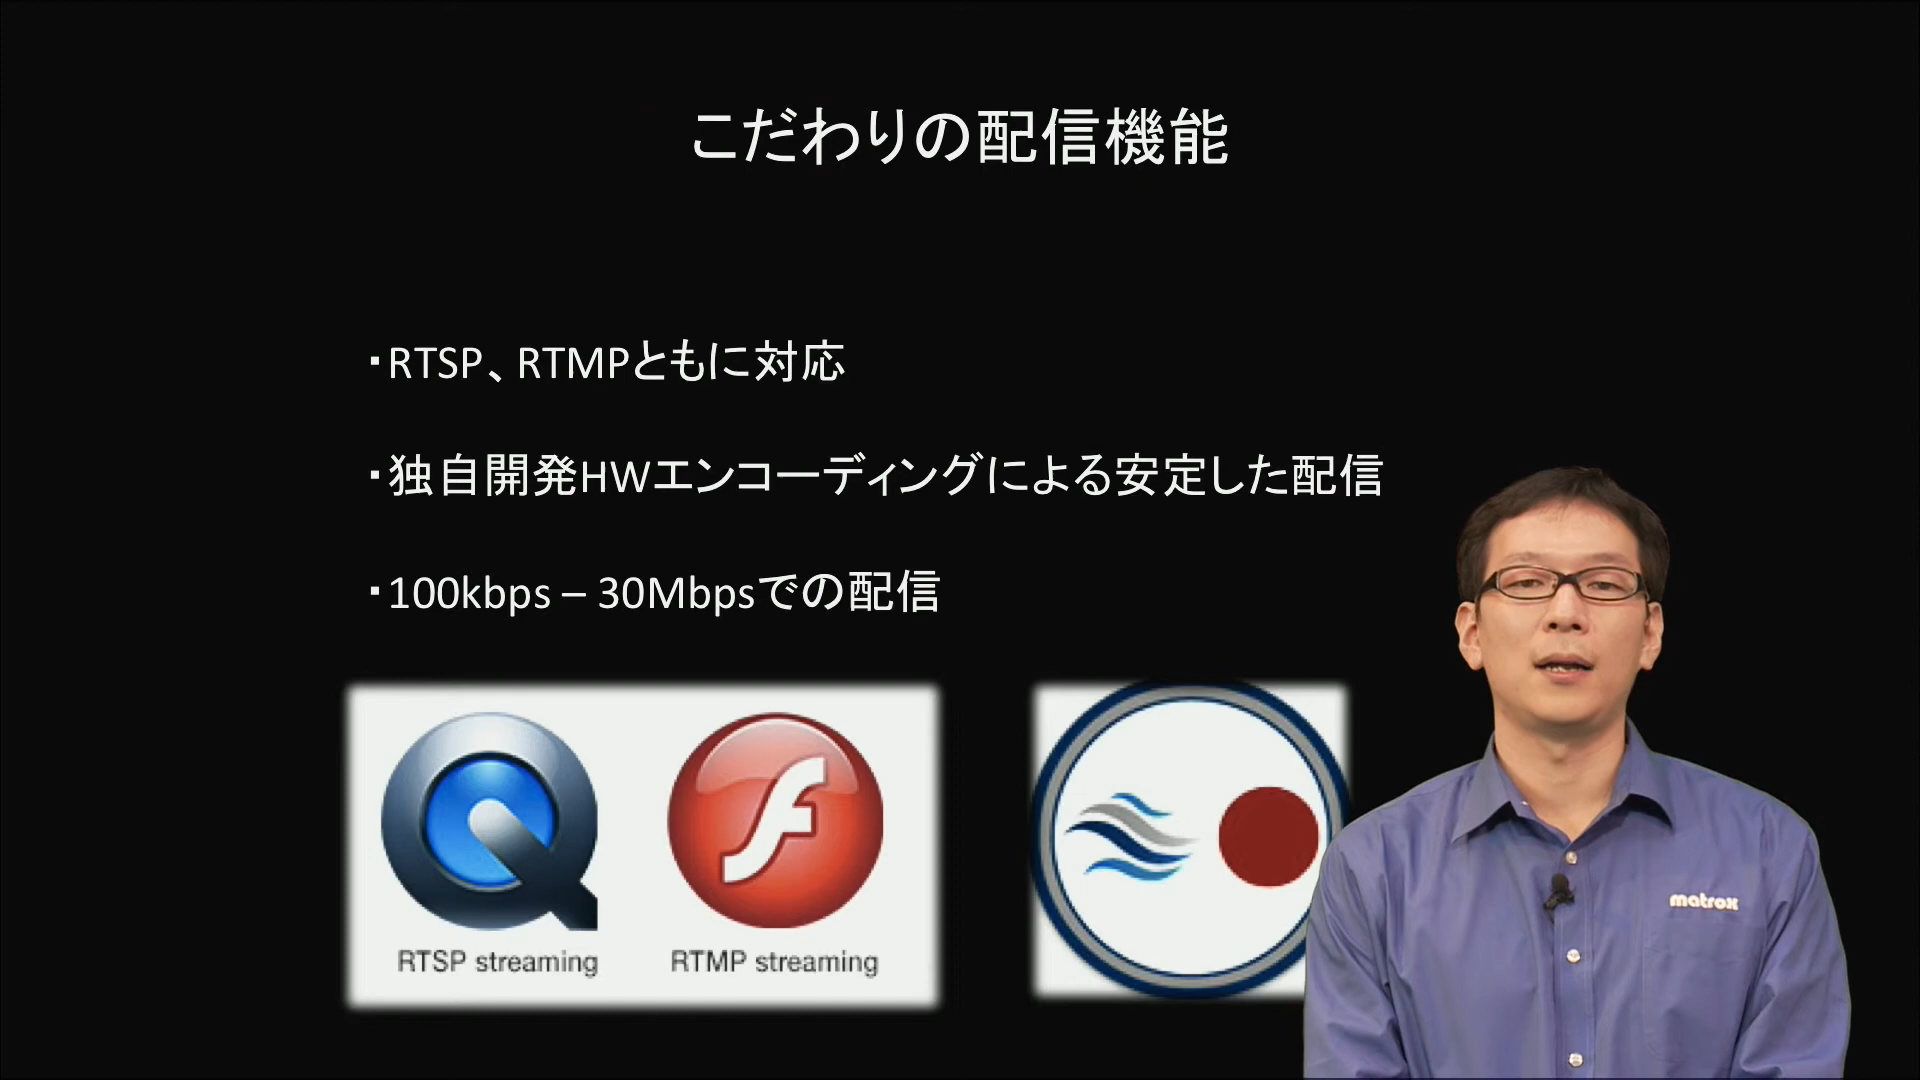 こだわりの配信機能
・RTSP、RTMPともに対応
・独自開発HWエンコーディングによる安定した配信
・100kbps – 30Mbpsでの配信
RTSP streaming
RTMP streaming
matrox